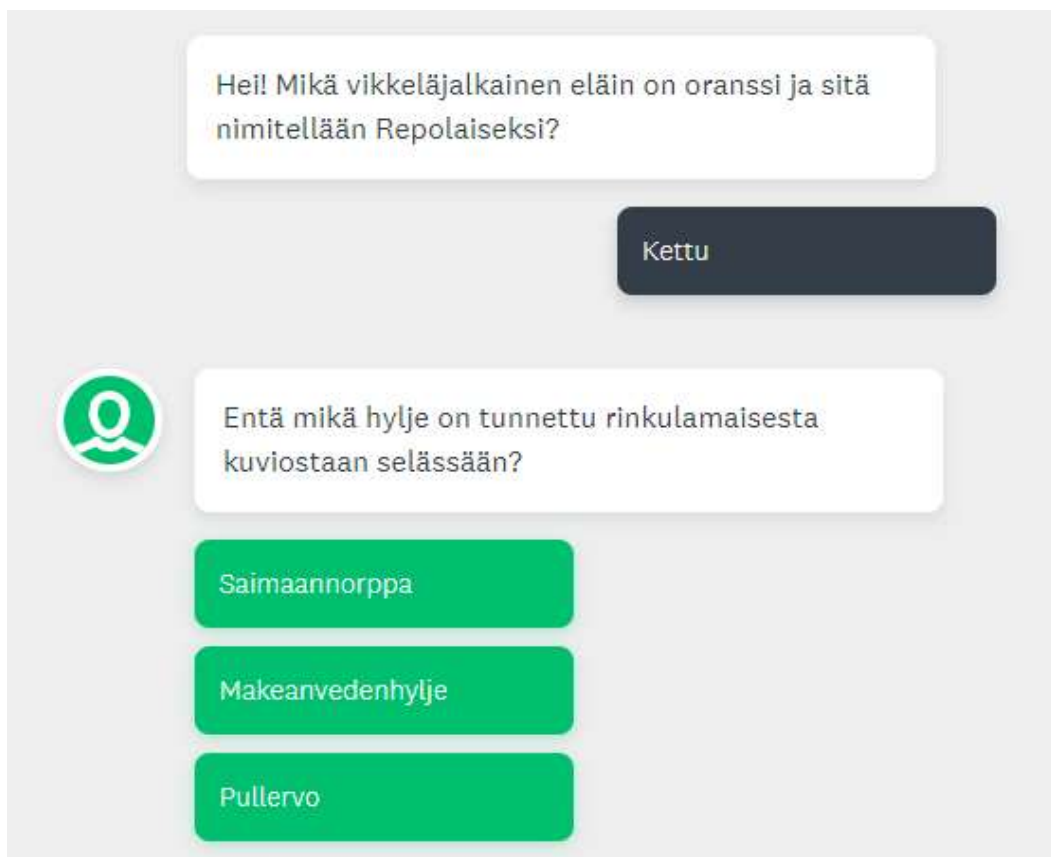 Hei! Mikä vikkeläjalkainen eläin on oranssi ja sitä
nimitellään Repolaiseksi?
Kettu
Entä mikä hylje on tunnettu rinkulamaisesta
kuviostaan selässään?
Saimaannorppa
Makeanvedenhylje
Pullervo